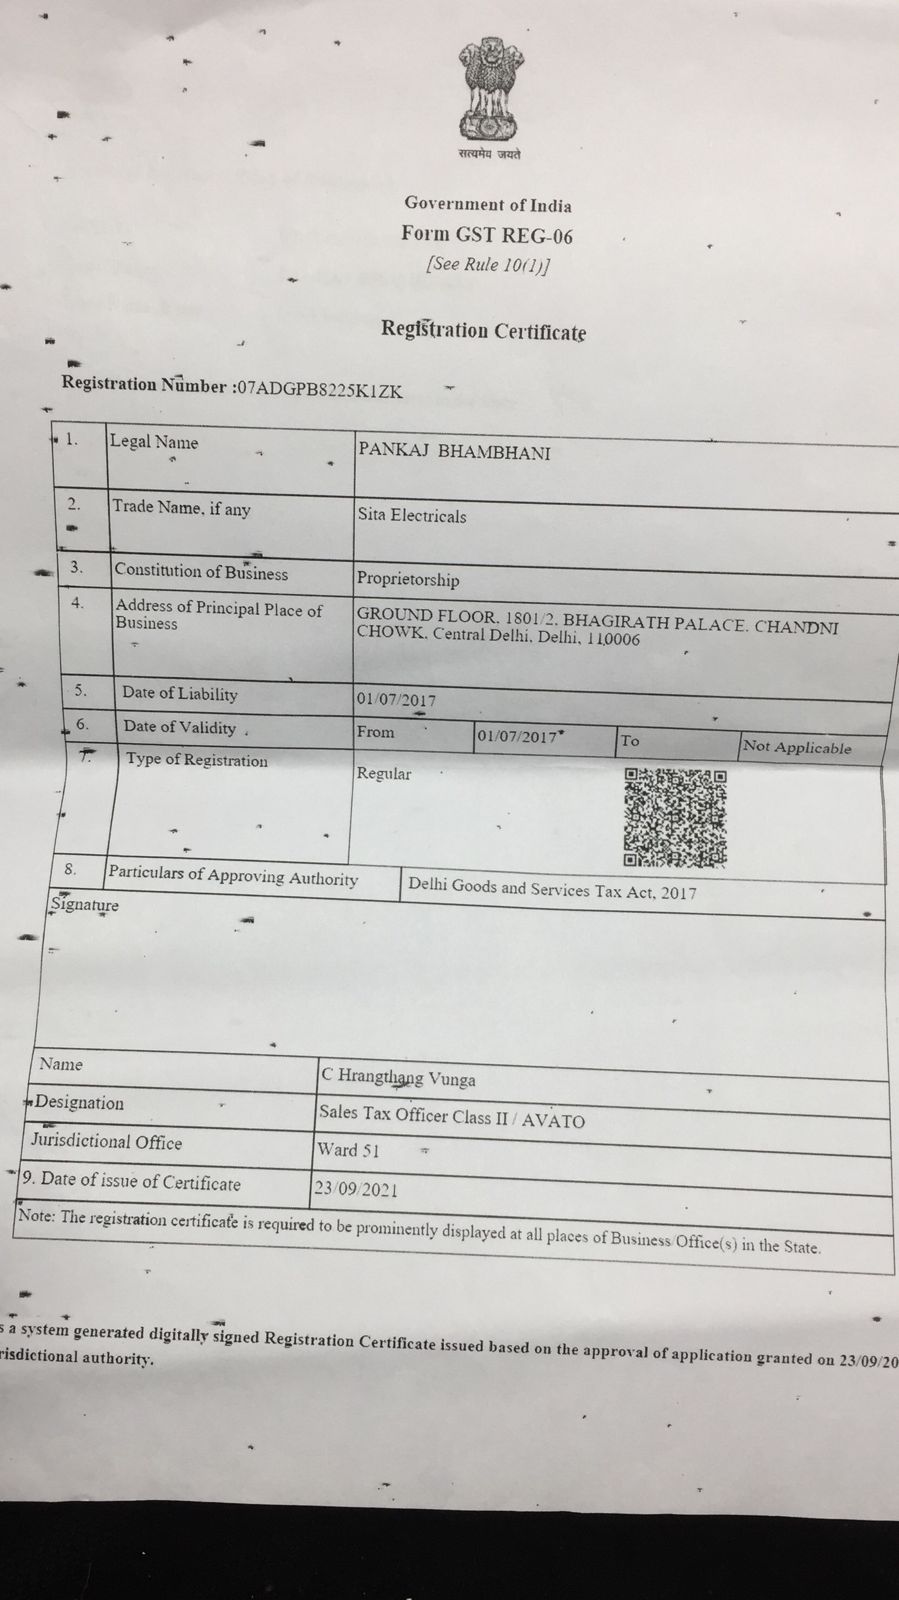 सत्यमेव जयते
Government of India
Form GST REG-06
[See Rule 10(1)]
Registration Certificate
Registration Number :07ADGPB8225K1ZK
1. Legal Name PANKAJ BHAMBHANI
2. Trade Name, if any Sita Electricals
3. Constitution of Business Proprietorship
4. Address of Principal Place of Business GROUND FLOOR, 1801/2, BHAGIRATH PALACE, CHANDNI
CHOWK, Central Delhi, Delhi, 110006
5. Date of Liability 01/07/2017
6. Date of Validity From 01/07/2017 To Not Applicable
7. Type of Registration Regular
8. Particulars of Approving Authority Delhi Goods and Services Tax Act, 2017
Signature
Name C Hrangthang Vunga
Designation Sales Tax Officer Class II / AVATO
Jurisdictional Office Ward 51
9. Date of issue of Certificate 23/09/2021
Note: The registration certificate is required to be prominently displayed at all places of Business/Office(s) in the State.
s a system generated digitally signed Registration Certificate issued based on the approval of application granted on 23/09/20
risdictional authority.